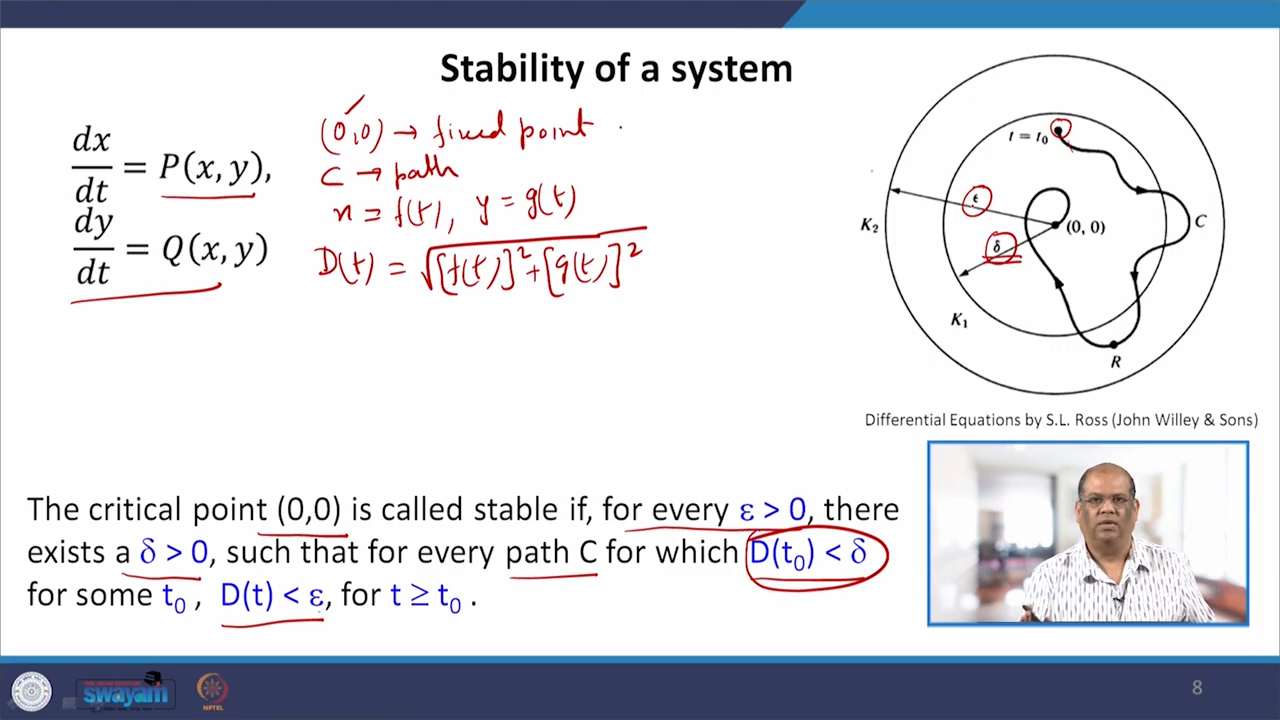 Stability of a system
dx/dt = P(x, y),
dy/dt = Q(x, y)
(0,0) → fixed point .
C → path
x = f(t), y = g(t)
D(t) = √[f(t)]² + [g(t)]²
t = t₀
ϵ
K₂
(0, 0)
C
δ
K₁
R
Differential Equations by S.L. Ross (John Willey & Sons)
The critical point (0,0) is called stable if, for every ε > 0, there
exists a δ > 0, such that for every path C for which D(t₀) < δ
for some t₀ , D(t) < ε, for t ≥ t₀ .
swayam
NPTEL
8